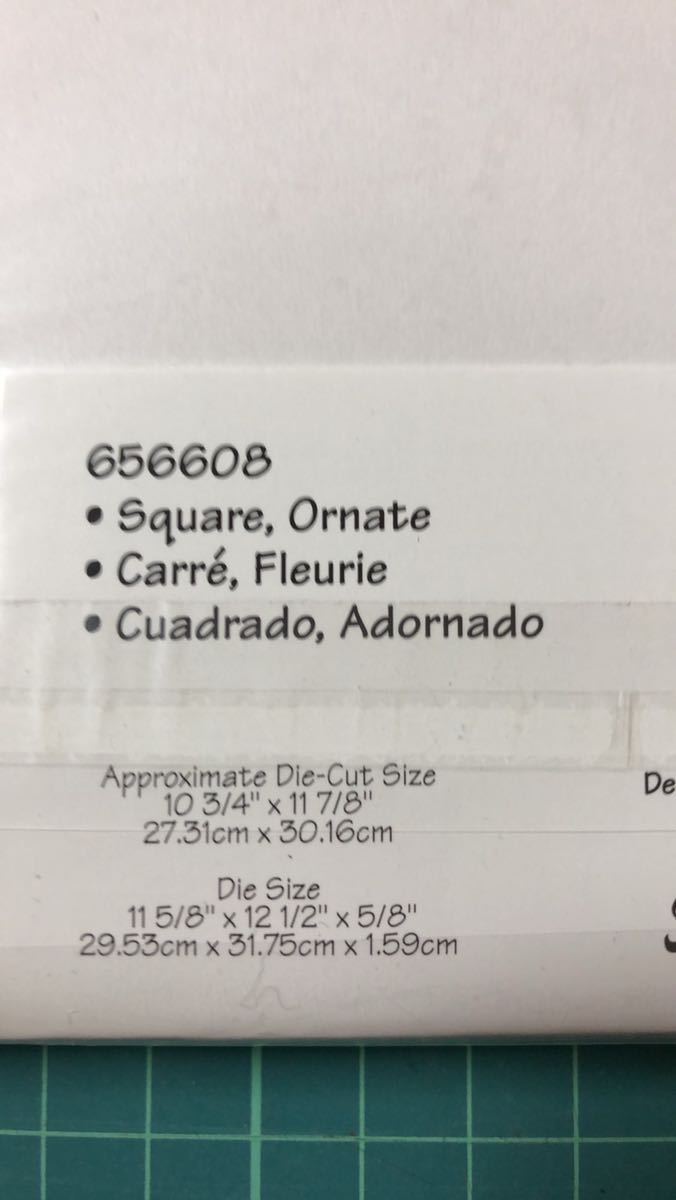 656608
• Square, Ornate
• Carré, Fleurie
• Cuadrado, Adornado
Approximate Die-Cut Size
10 3/4" x 11 7/8"
27.31cm x 30.16cm
De
Die Size
11 5/8" x 12 1/2" x 5/8"
29.53cm x 31.75cm x 1.59cm